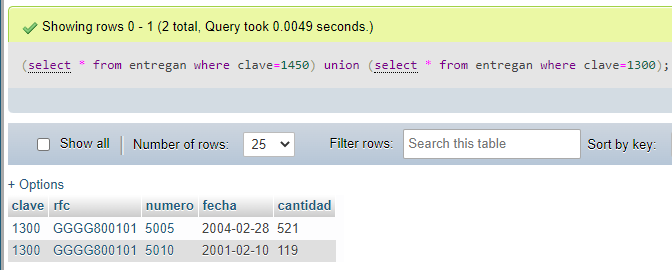 Showing rows 0 - 1 (2 total, Query took 0.0049 seconds.)
(select * from entregan where clave=1450) union (select * from entregan where clave=1300);
Show all Number of rows: 25 Filter rows: Search this table Sort by key:
+ Options
clave rfc numero fecha cantidad
1300 GGGG800101 5005 2004-02-28 521
1300 GGGG800101 5010 2001-02-10 119